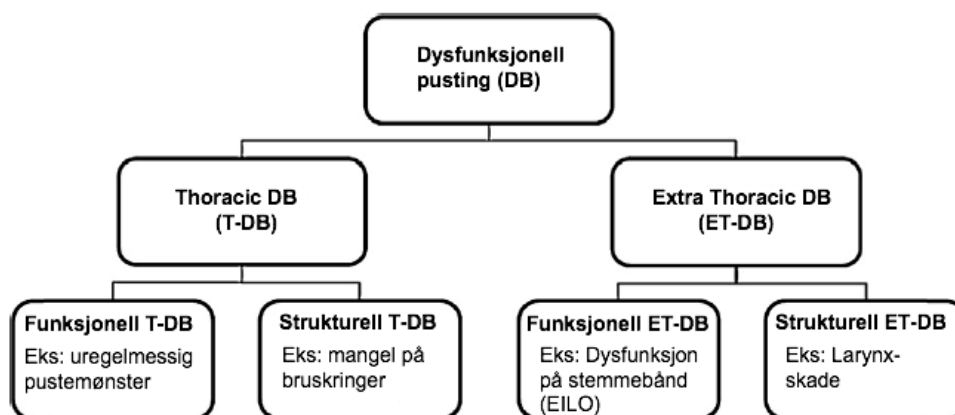 Dysfunksjonell
pusting (DB)
Thoracic DB
(T-DB)
Extra Thoracic DB
(ET-DB)
Funksjonell T-DB
Eks: uregelmessig
pustemønster
Strukturell T-DB
Eks: mangel på
bruskringer
Funksjonell ET-DB
Eks: Dysfunksjon
på stemmebånd
(EILO)
Strukturell ET-DB
Eks: Larynx-
skade